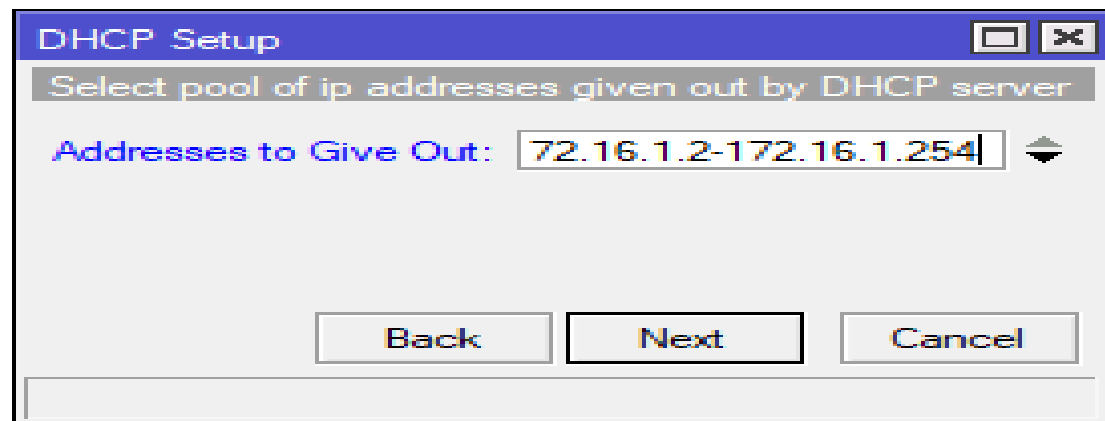 DHCP Setup
Select pool of ip addresses given out by DHCP server
Addresses to Give Out: 72.16.1.2-172.16.1.254
Back Next Cancel